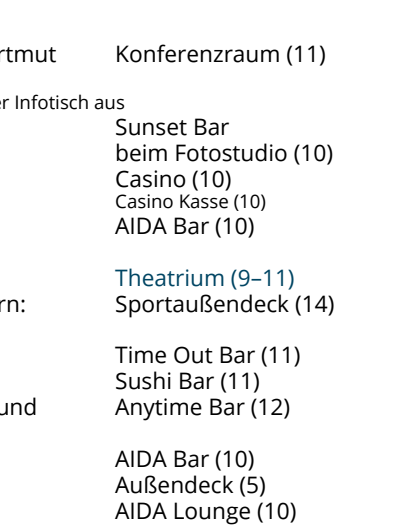 rtmut Konferenzraum (11)
er Infotisch aus
Sunset Bar
beim Fotostudio (10)
Casino (10)
Casino Kasse (10)
AIDA Bar (10)
Theatrium (9–11)
rn: Sportaußendeck (14)
Time Out Bar (11)
Sushi Bar (11)
und Anytime Bar (12)
AIDA Bar (10)
Außendeck (5)
AIDA Lounge (10)